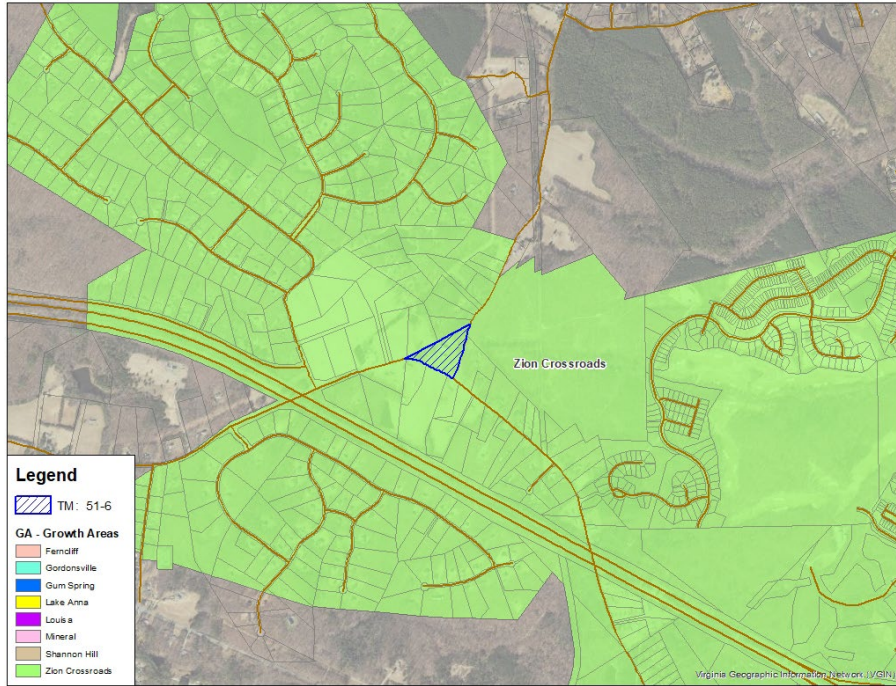 Zion Crossroads
Legend
TM: 51-6
GA - Growth Areas
Ferncliff
Gordonsville
Gum Spring
Lake Anna
Louisa
Mineral
Shannon Hill
Zion Crossroads
Virginia Geographic Information Network (VGIN)